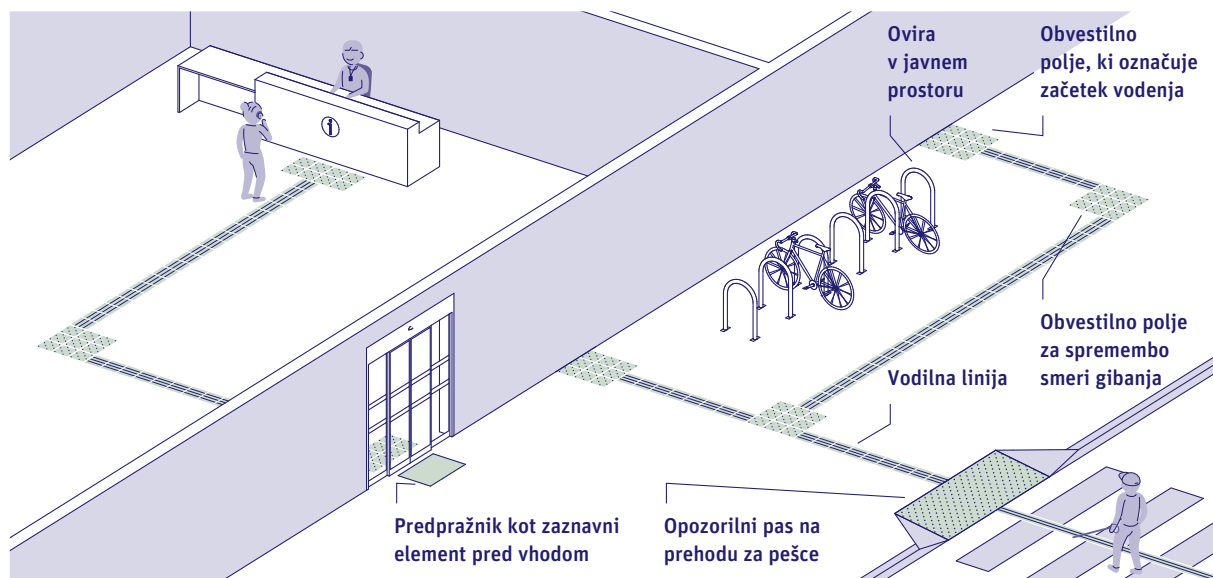 Ovira
v javnem
prostoru
Obvestilno
polje, ki označuje
začetek vodenja
i
Obvestilno polje
za spremembo
smeri gibanja
Vodilna linija
Predpražnik kot zaznavni
element pred vhodom
Opozorilni pas na
prehodu za pešce